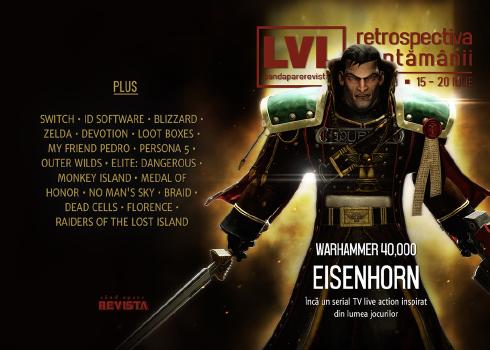 PLUS
SWITCH • ID SOFTWARE • BLIZZARD •
ZELDA • DEVOTION • LOOT BOXES •
MY FRIEND PEDRO • PERSONA 5 •
OUTER WILDS • ELITE: DANGEROUS •
MONKEY ISLAND • MEDAL OF
HONOR • NO MAN'S SKY • BRAID •
DEAD CELLS • FLORENCE •
RAIDERS OF THE LOST ISLAND
REVISTA
LVI
retrospectiva
15 - 20
WARHAMMER 40,000
EISENHORN
Încă un serial TV live action inspirat
din lumea jocurilor